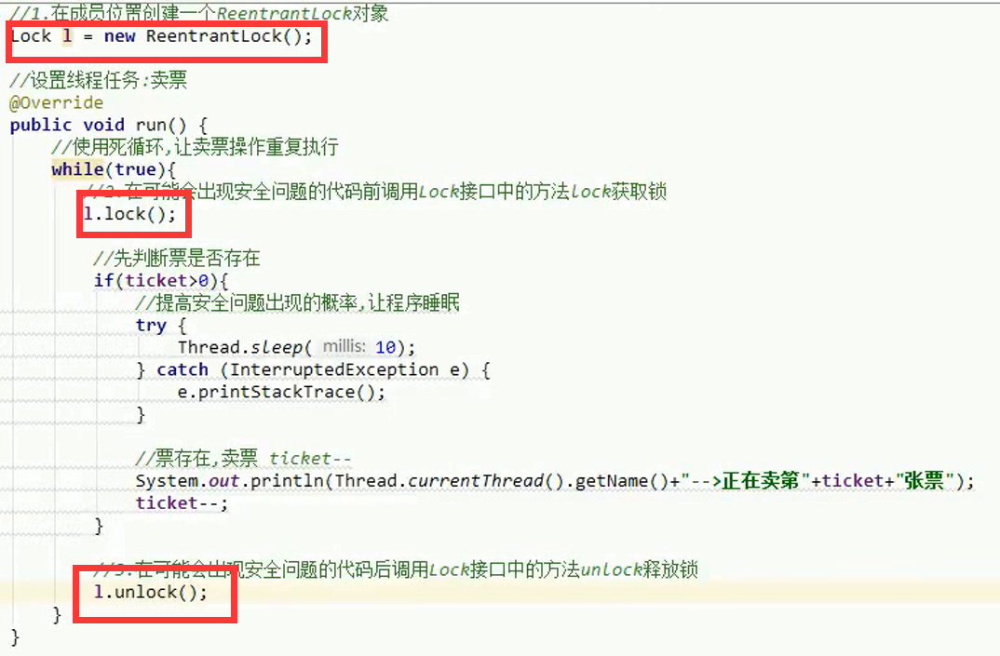 //1.在成员位置创建一个ReentrantLock对象
Lock l = new ReentrantLock();
//设置线程任务:卖票
@Override
public void run() {
//使用死循环,让卖票操作重复执行
while(true){
//2.在可能会出现安全问题的代码前调用Lock接口中的方法lock获取锁
l.lock();
//先判断票是否存在
if(ticket>0){
//提高安全问题出现的概率,让程序睡眠
try {
Thread.sleep( millis: 10);
} catch (InterruptedException e) {
e.printStackTrace();
}
//票存在,卖票 ticket--
System.out.println(Thread.currentThread().getName()+"-->正在卖第"+ticket+"张票");
ticket--;
}
//3.在可能会出现安全问题的代码后调用Lock接口中的方法unlock释放锁
l.unlock();
}
}